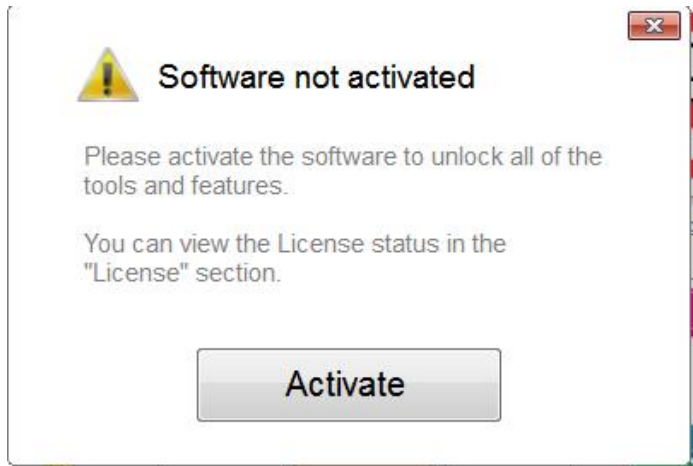 Software not activated
Please activate the software to unlock all of the
tools and features.
You can view the License status in the
"License" section.
Activate